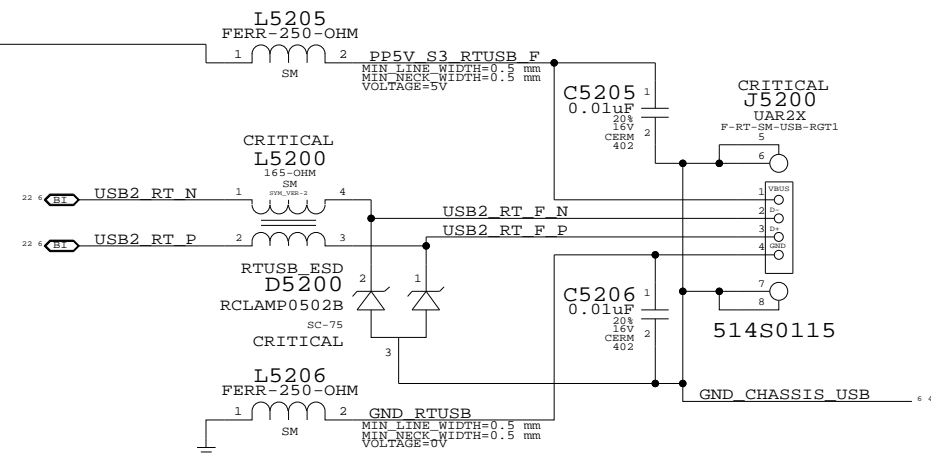 L5205
FERR-250-OHM
1 2
SM
PP5V_S3_RTUSB_F
MIN_LINE_WIDTH=0.5 mm
MIN_NECK_WIDTH=0.5 mm
VOLTAGE=5V
C5205
0.01uF
20%
16V
CERM
402
1
2
CRITICAL
J5200
UAR2X
F-RT-SM-USB-RGT1
5
6
CRITICAL
L5200
165-OHM
SM
SYM_VER-2
1 4
2 3
22 6 BI USB2_RT_N
22 6 BI USB2_RT_P
USB2_RT_F_N
USB2_RT_F_P
1 VBUS
2 D-
3 D+
4 GND
RTUSB_ESD
D5200
RCLAMP0502B
SC-75
CRITICAL
2 1
3
C5206
0.01uF
20%
16V
CERM
402
1
2
7
8
514S0115
L5206
FERR-250-OHM
1 2
SM
GND_RTUSB
MIN_LINE_WIDTH=0.5 mm
MIN_NECK_WIDTH=0.5 mm
VOLTAGE=0V
GND_CHASSIS_USB
6 4